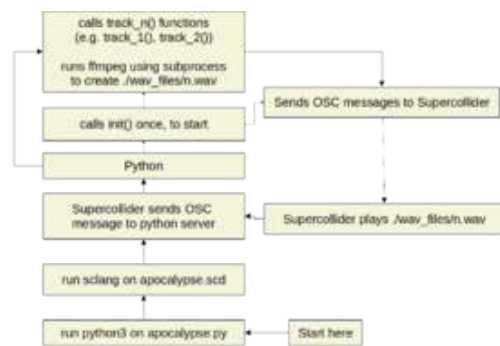 calls track_n() functions
(e.g. track_1(), track_2())
runs ffmpeg using subprocess
to create ./wav_files/n.wav
Sends OSC messages to Supercollider
calls init() once, to start
Python
Supercollider sends OSC
message to python server
Supercollider plays ./wav_files/n.wav
run sclang on apocalypse.scd
run python3 on apocalypse.py
Start here